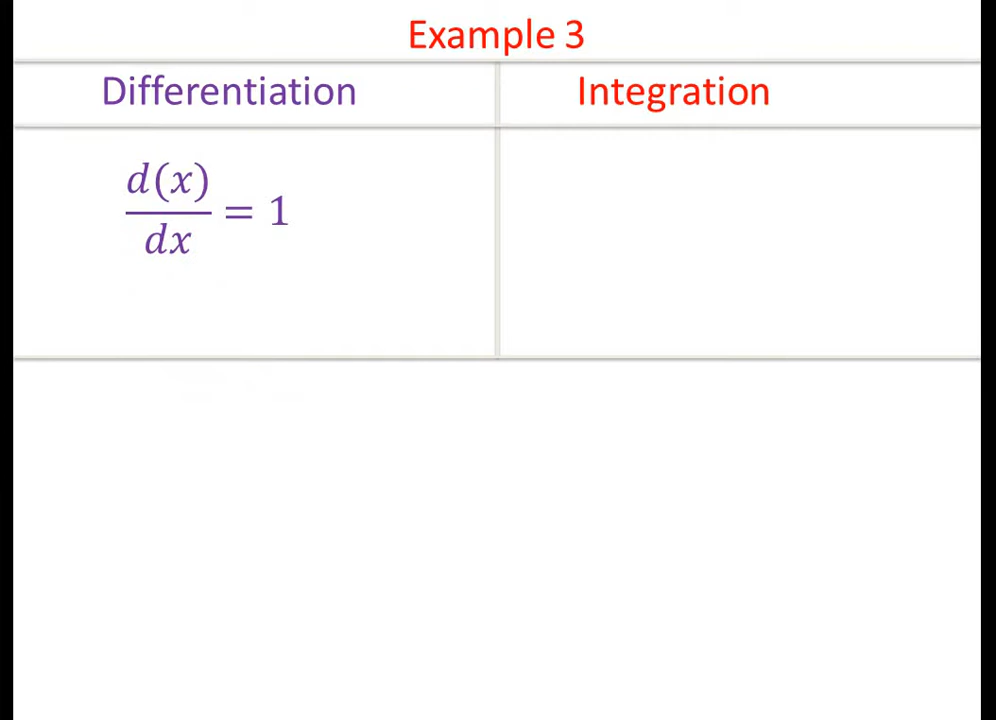 Example 3
Differentiation
Integration
d(x)/dx = 1